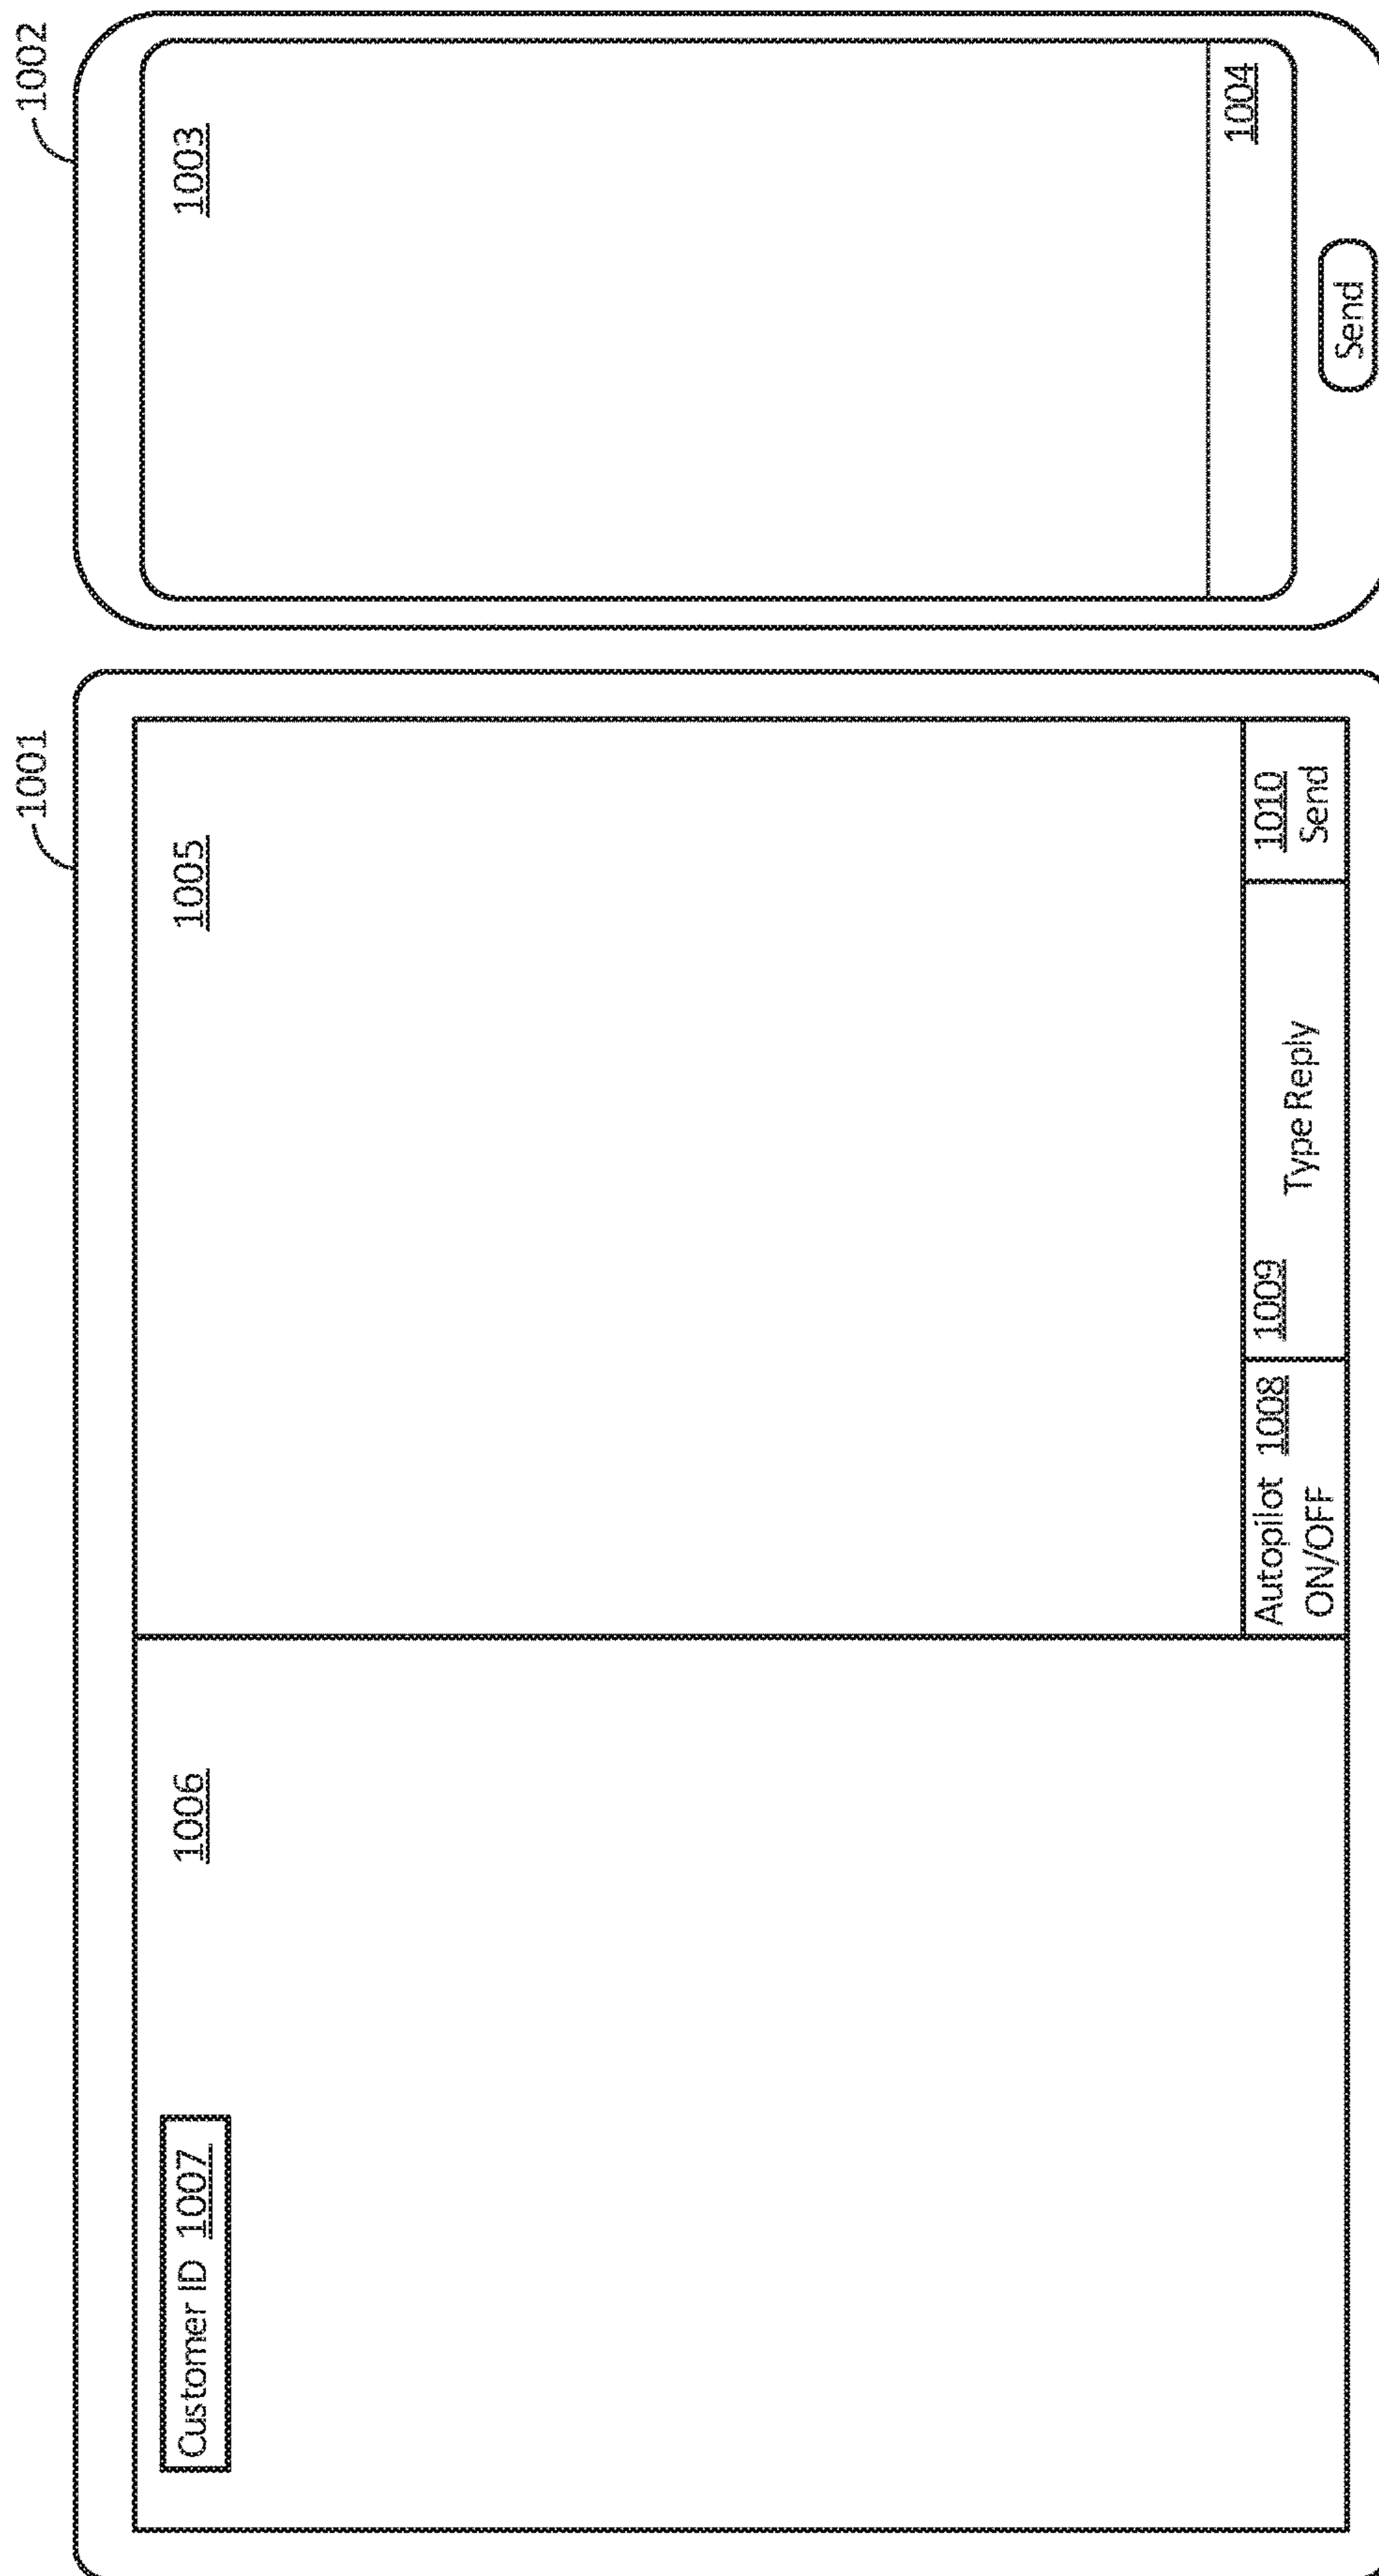 1001
1002
Customer ID 1007
1006
1005
1003
Autopilot 1008
ON/OFF
1009
Type Reply
1010
Send
1004
Send